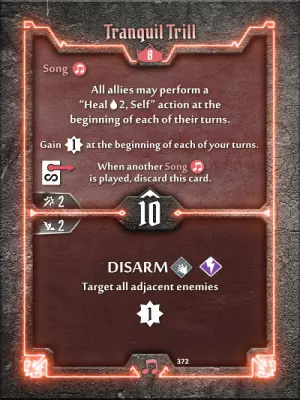 Tranquil Trill
8
Song
All allies may perform a
“Heal 2, Self” action at the
beginning of each of their turns.
Gain 1 at the beginning of each of your turns.
When another Song
is played, discard this card.
2
10
2
DISARM
Target all adjacent enemies
1
372